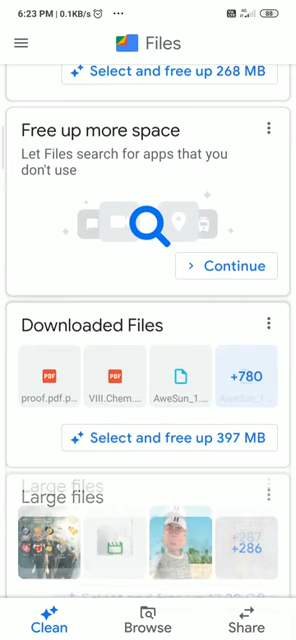 6:23 PM | 0.1KB/s
88
Files
Select and free up 268 MB
Free up more space
Let Files search for apps that you
don't use
Continue
Downloaded Files
PDF
PDF
+780
proof.pdf.p...
VIII.Chem....
AweSun_1....
AweSun_1...
Select and free up 397 MB
Large files
Large files
+287
+286
Clean
Browse
Share